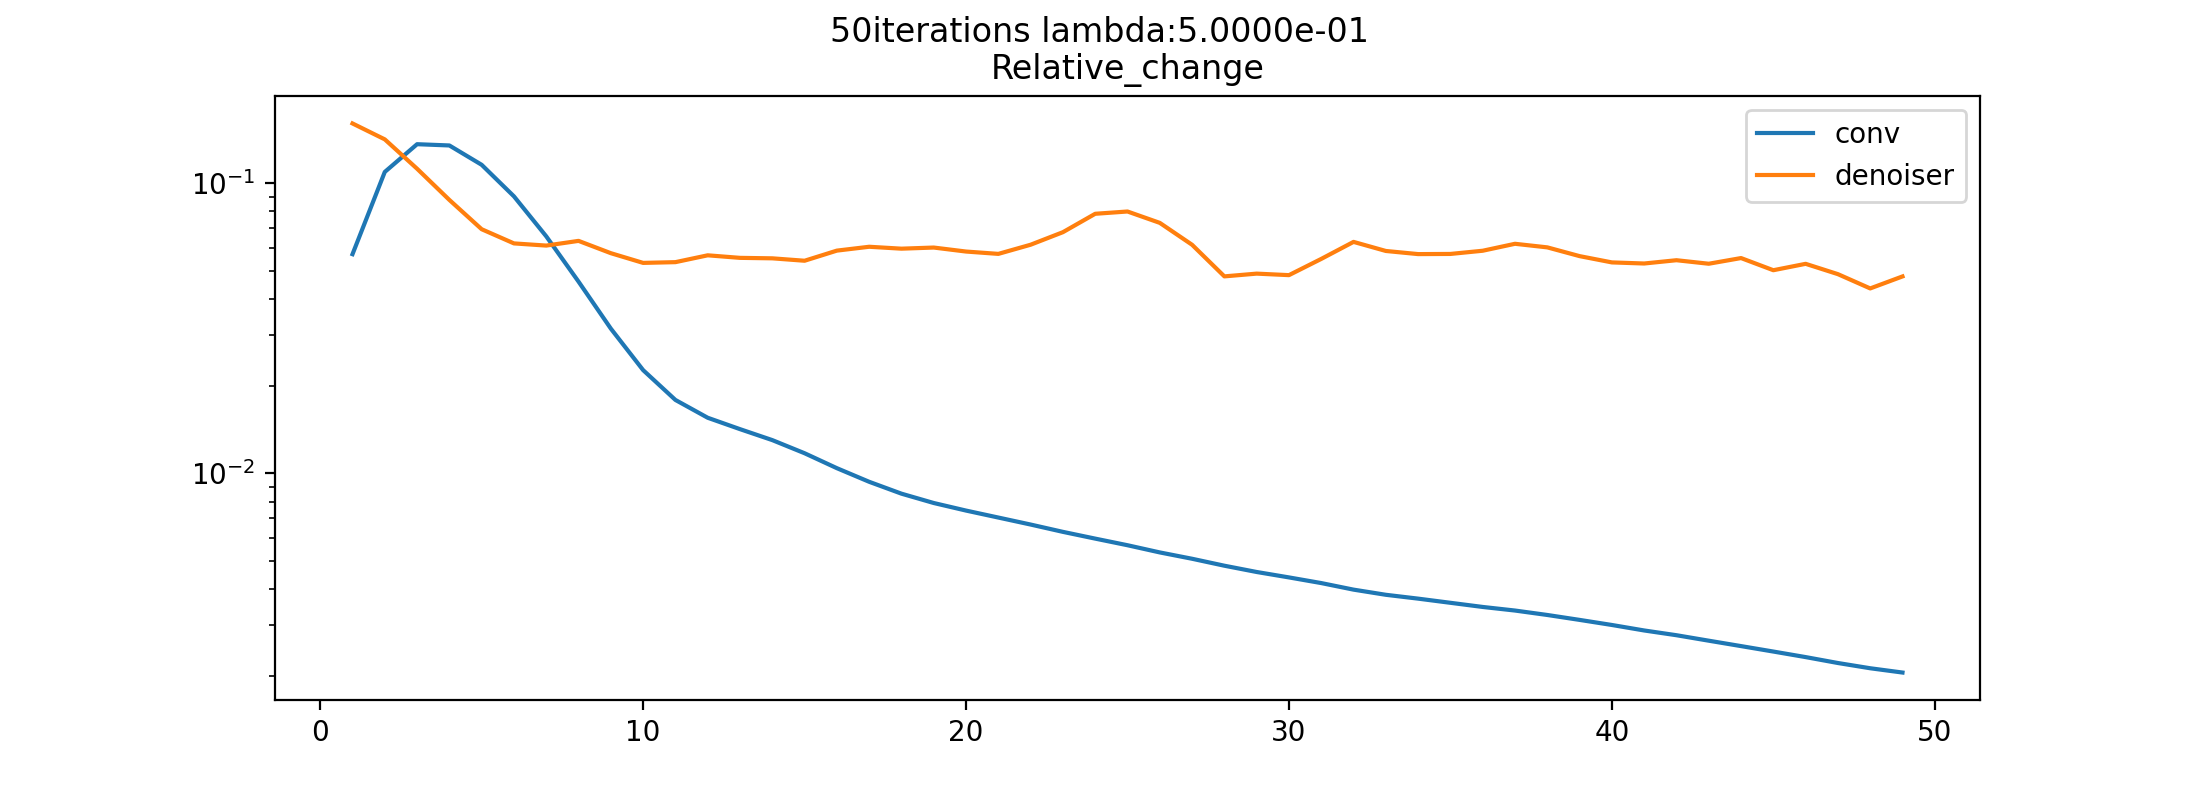 50iterations lambda:5.0000e-01
Relative_change
conv
denoiser
10⁻¹
10⁻²
0 10 20 30 40 50